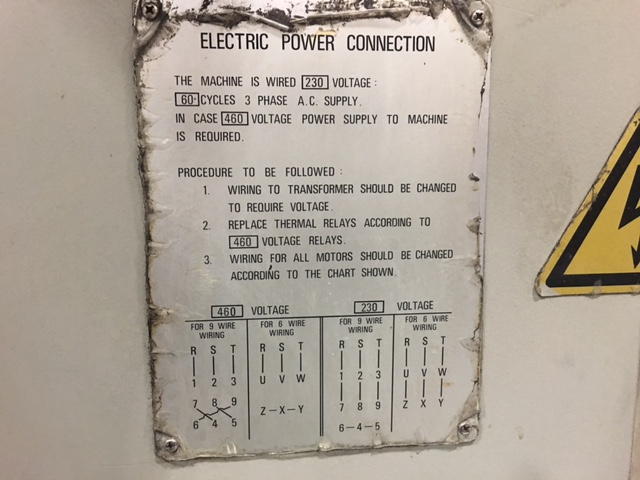 ELECTRIC POWER CONNECTION
THE MACHINE IS WIRED 230 VOLTAGE :
60 CYCLES 3 PHASE A.C. SUPPLY.
IN CASE 460 VOLTAGE POWER SUPPLY TO MACHINE
IS REQUIRED.
PROCEDURE TO BE FOLLOWED :
1. WIRING TO TRANSFORMER SHOULD BE CHANGED
TO REQUIRE VOLTAGE.
2. REPLACE THERMAL RELAYS ACCORDING TO
460 VOLTAGE RELAYS.
3. WIRING FOR ALL MOTORS SHOULD BE CHANGED
ACCORDING TO THE CHART SHOWN.
460 VOLTAGE 230 VOLTAGE
FOR 9 WIRE FOR 6 WIRE FOR 9 WIRE FOR 6 WIRE
WIRING WIRING WIRING WIRING
R S T R S T R S T R S T
1 2 3 U V W 1 2 3 U V W
7 8 9 Z-X-Y 7 8 9 Z X Y
6 4 5 6-4-5